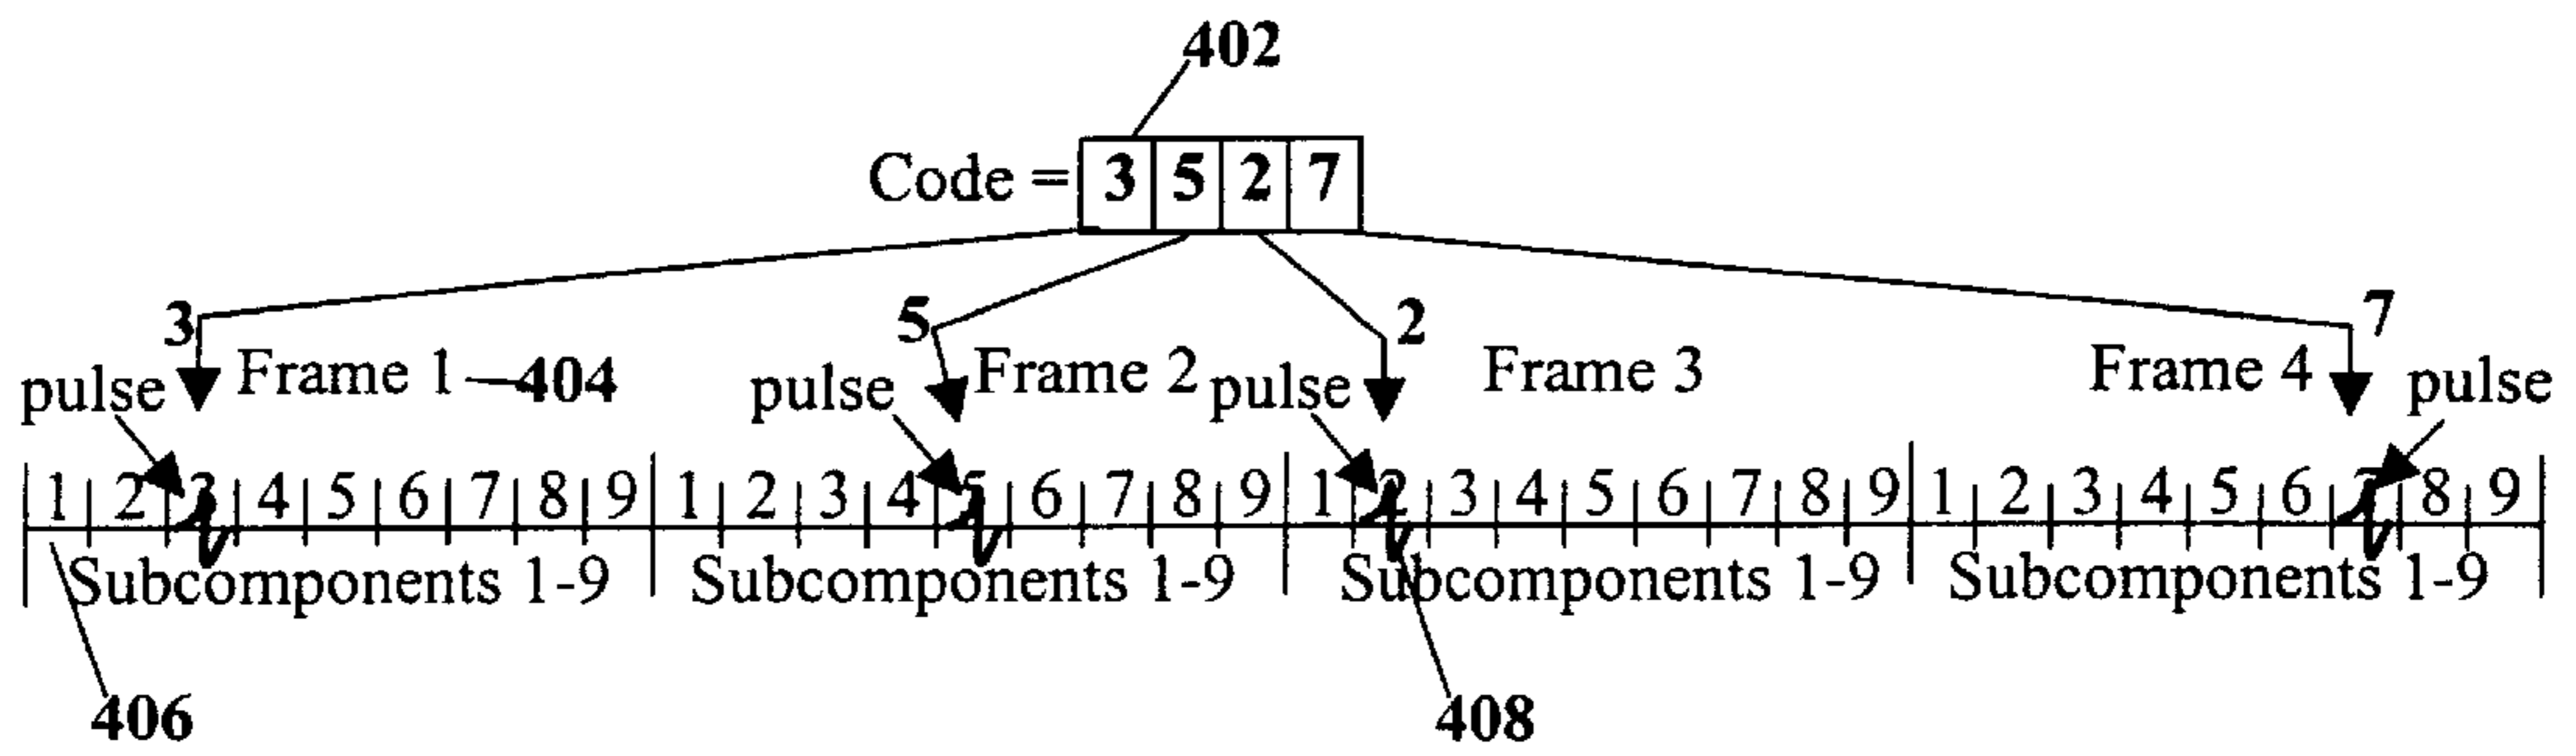 402
Code = 3 5 2 7
3 5 2 7
pulse Frame 1 404 pulse Frame 2 pulse Frame 3 Frame 4 pulse
1 2 3 4 5 6 7 8 9 1 2 3 4 5 6 7 8 9 1 2 3 4 5 6 7 8 9 1 2 3 4 5 6 7 8 9
Subcomponents 1-9 Subcomponents 1-9 Subcomponents 1-9 Subcomponents 1-9
406 408